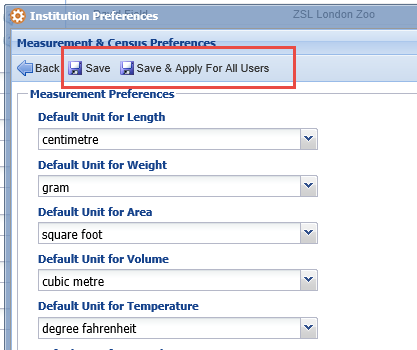 David Field ZSL London Zoo
Institution Preferences
Measurement & Census Preferences
Back Save Save & Apply For All Users
Measurement Preferences
Default Unit for Length
centimetre
Default Unit for Weight
gram
Default Unit for Area
square foot
Default Unit for Volume
cubic metre
Default Unit for Temperature
degree fahrenheit